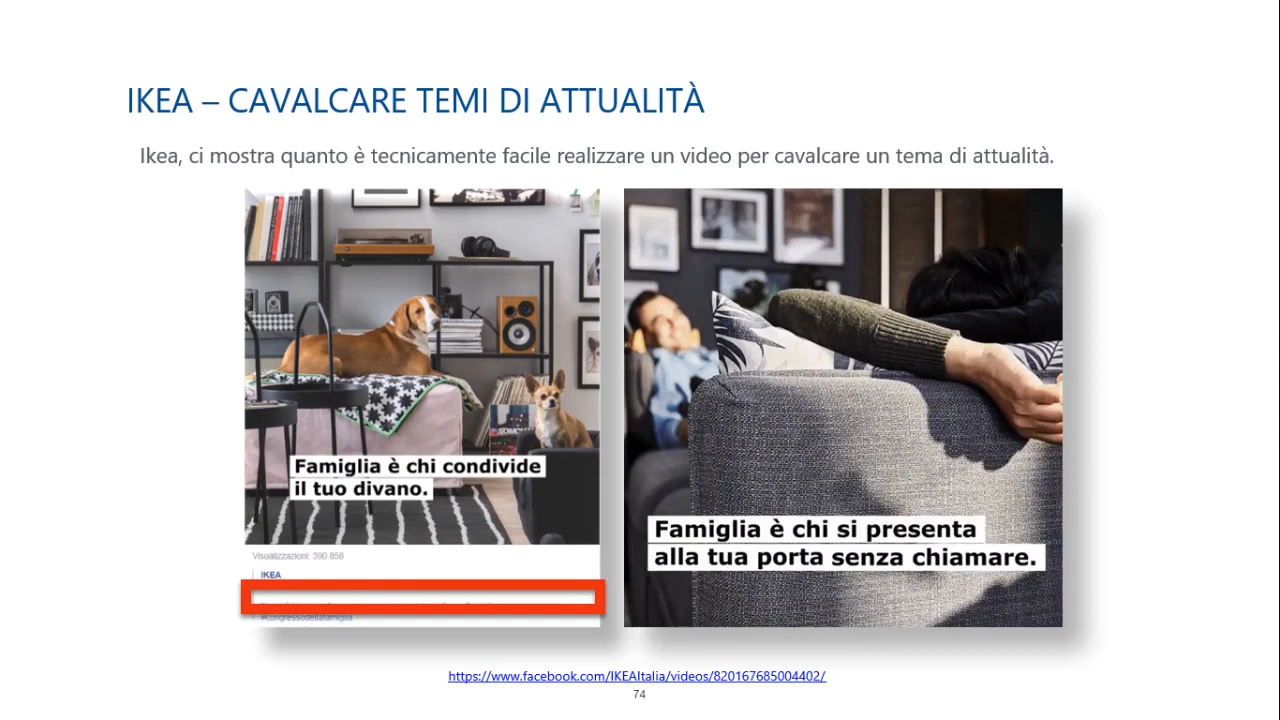 IKEA – CAVALCARE TEMI DI ATTUALITÀ
Ikea, ci mostra quanto è tecnicamente facile realizzare un video per cavalcare un tema di attualità.
Famiglia è chi condivide
il tuo divano.
Famiglia è chi si presenta
alla tua porta senza chiamare.
Visualizzazioni: 390.858
IKEA
#congressodellafamiglia
https://www.facebook.com/IKEAItalia/videos/820167685004402/
74